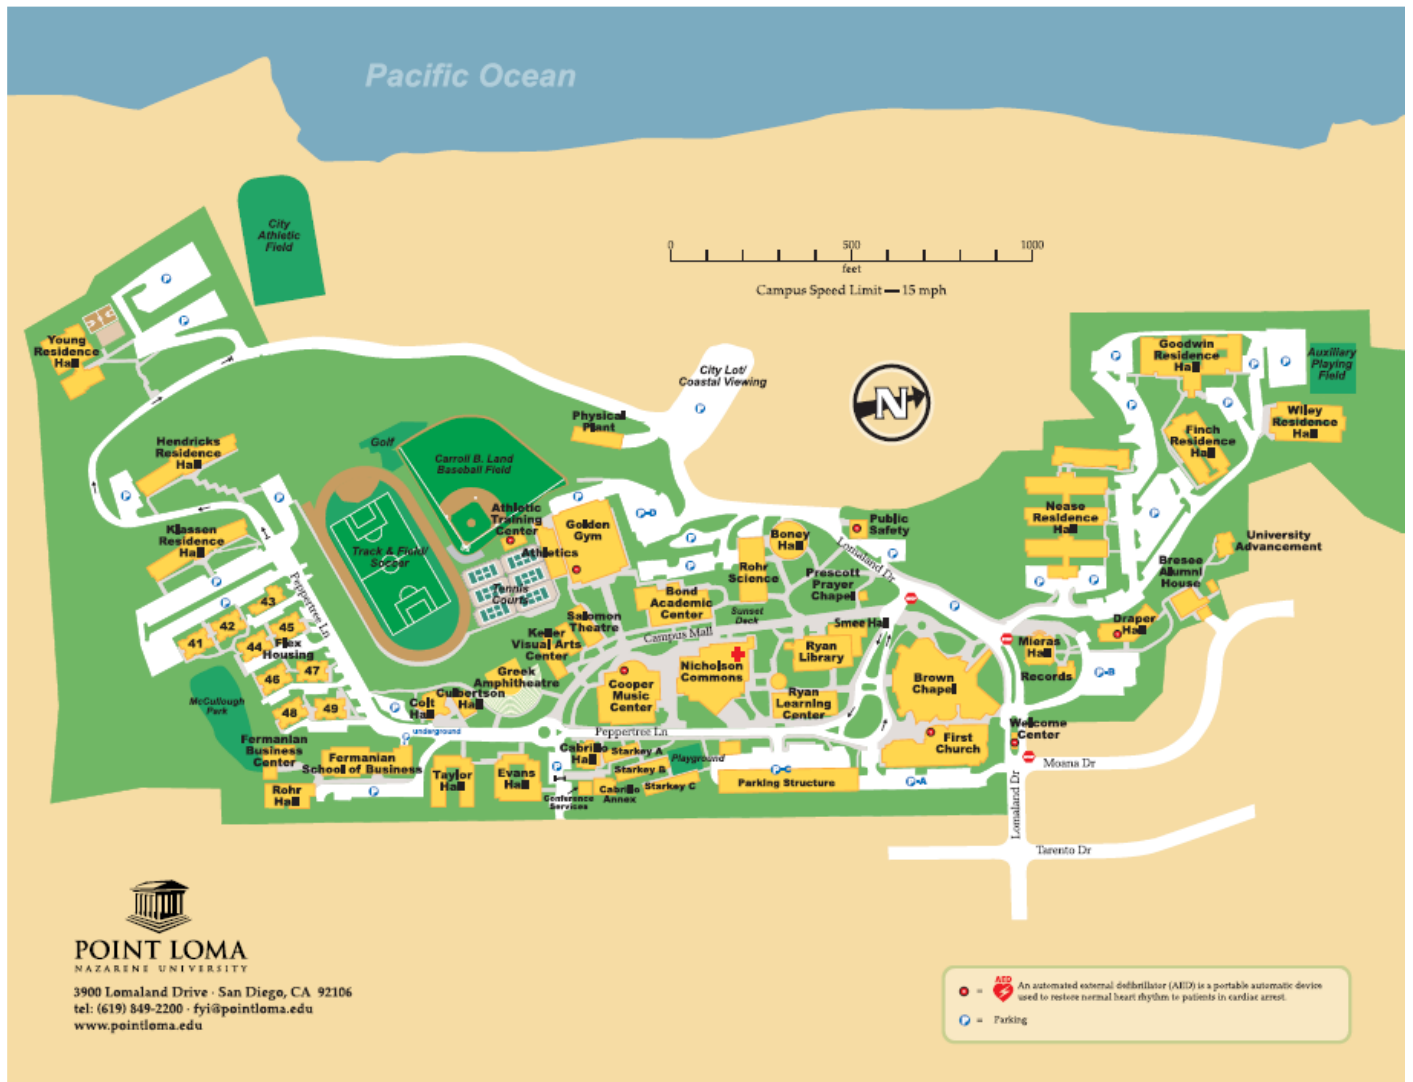 Pacific Ocean
City
Athletic
Field
0
500
1000
feet
Campus Speed Limit — 15 mph
Young
Residence
Hall
City Lot/
Coastal Viewing
N
Goodwin
Residence
Hall
Auxiliary
Playing
Field
Physical
Plant
Wiley
Residence
Hall
Finch
Residence
Hall
Hendricks
Residence
Hall
Golf
Carroll B. Land
Baseball Field
Athletic
Training
Center
Golden
Gym
P-D
Nease
Residence
Hall
Klassen
Residence
Hall
Track & Field/
Soccer
Athletics
Boney
Hall
Public
Safety
Lomaland Dr
University
Advancement
Bresee
Alumni
House
Rohr
Science
Prescott
Prayer
Chapel
Peppertree Ln
Tennis
Courts
Bond
Academic
Center
Sunset
Deck
43
42
41
45
44
Flex
Housing
46
47
48
49
Salomon
Theatre
Keller
Visual Arts
Center
Campus Mall
Smee Hall
Ryan
Library
Draper
Hall
Mieras
Hall
Records
P-B
Greek
Amphitheatre
Nicholson
Commons
Cooper
Music
Center
Brown
Chapel
McCullough
Park
Colt
Hall
Culbertson
Hall
Ryan
Learning
Center
underground
Peppertree Ln
First
Church
Welcome
Center
Fermanian
Business
Center
Fermanian
School of Business
Cabrillo
Hall
Starkey A
Starkey B
Starkey C
Playground
Moana Dr
Taylor
Hall
Evans
Hall
P-C
Parking Structure
P-A
Rohr
Hall
Conference
Services
Cabrillo
Annex
Lomaland Dr
Tarento Dr
POINT LOMA
NAZARENE UNIVERSITY
3900 Lomaland Drive · San Diego, CA 92106
tel: (619) 849-2200 · fyi@pointloma.edu
www.pointloma.edu
AED
= An automated external defibrillator (AED) is a portable automatic device
used to restore normal heart rhythm to patients in cardiac arrest.
P = Parking